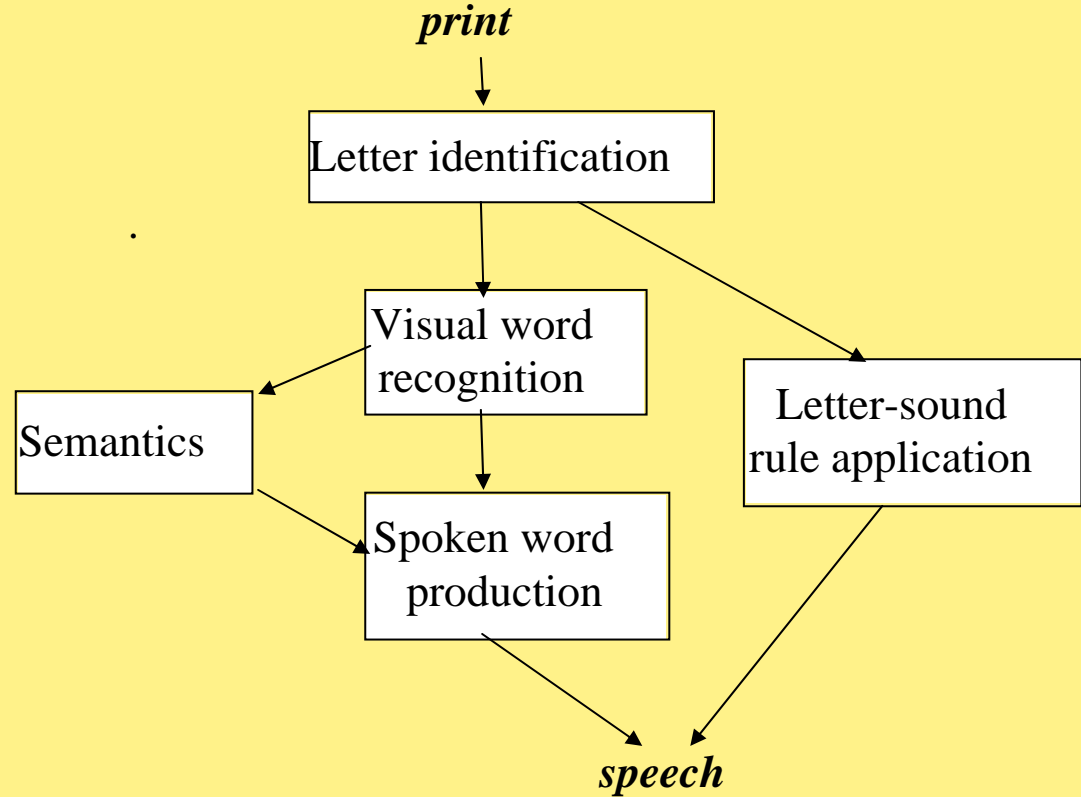 print
Letter identification
.
Visual word
recognition
Semantics
Letter-sound
rule application
Spoken word
production
speech